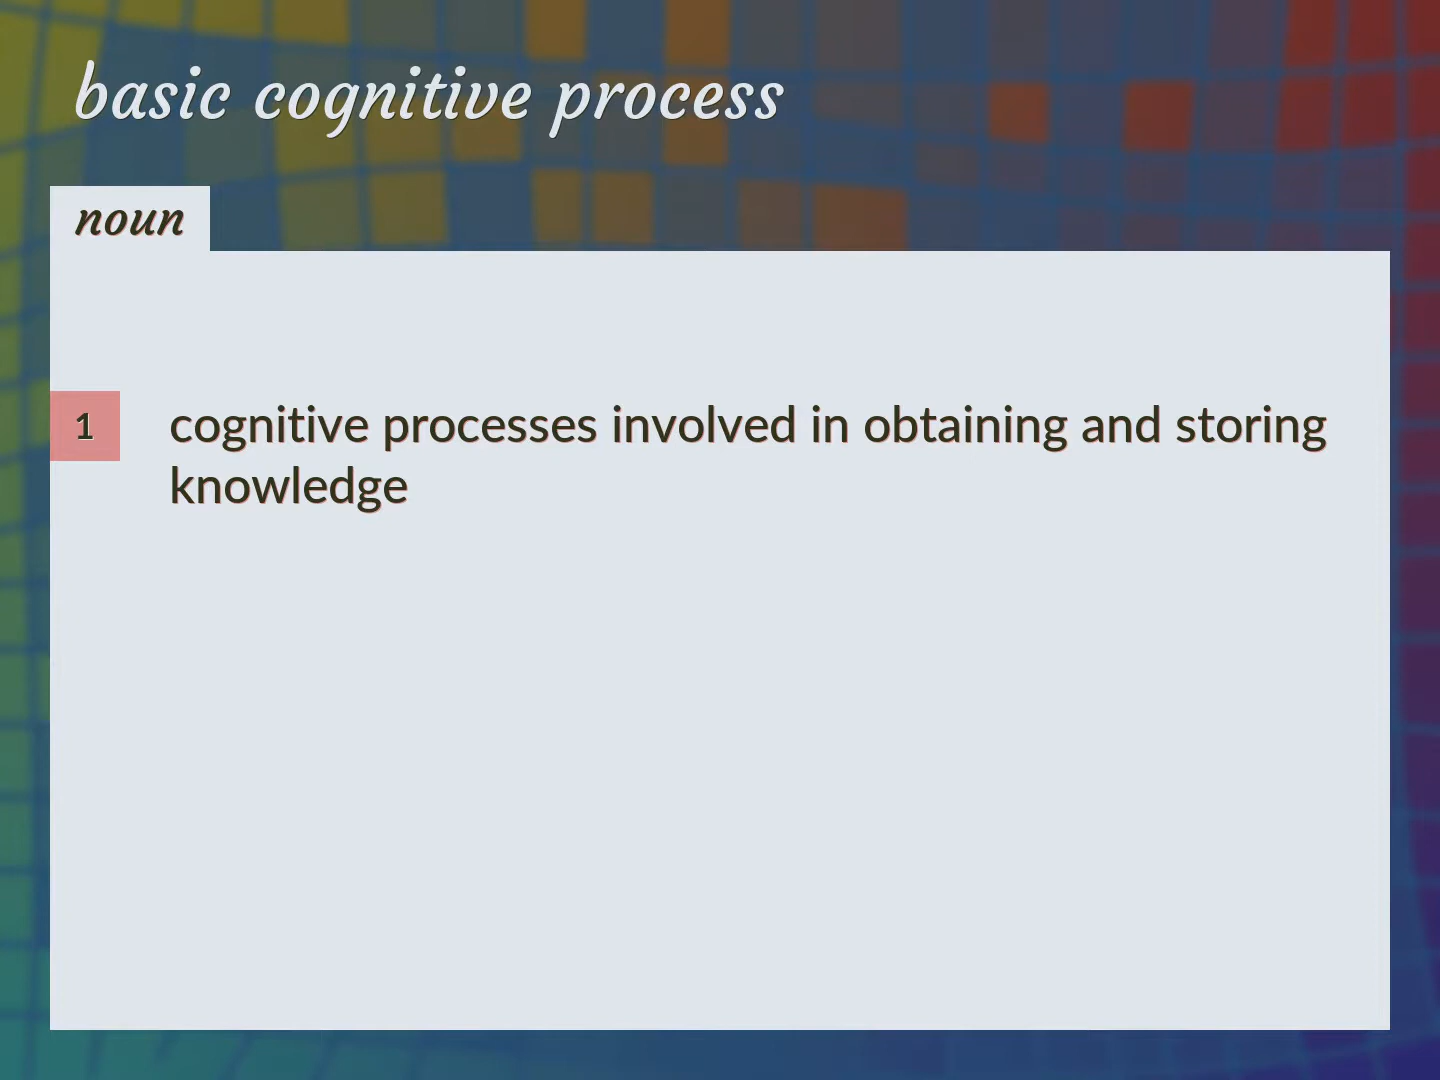 basic cognitive process
noun
1 cognitive processes involved in obtaining and storing
knowledge